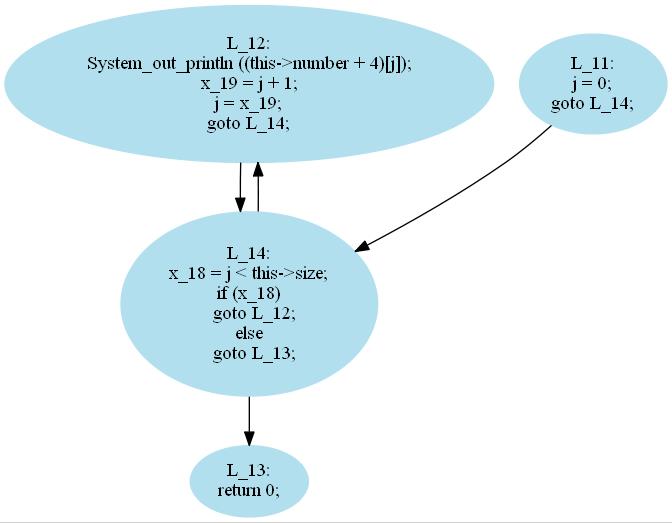 L_12:
System_out_println ((this->number + 4)[j]);
x_19 = j + 1;
j = x_19;
goto L_14;
L_11:
j = 0;
goto L_14;
L_14:
x_18 = j < this->size;
if (x_18)
goto L_12;
else
goto L_13;
L_13:
return 0;